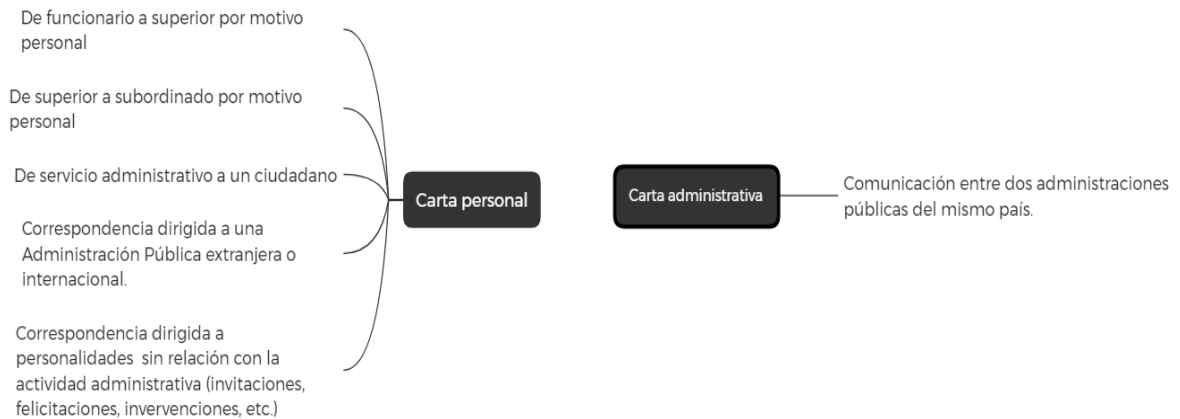 De funcionario a superior por motivo
personal
De superior a subordinado por motivo
personal
De servicio administrativo a un ciudadano
Correspondencia dirigida a una
Administración Pública extranjera o
internacional.
Correspondencia dirigida a
personalidades sin relación con la
actividad administrativa (invitaciones,
felicitaciones, invervenciones, etc.)
Carta personal
Carta administrativa
Comunicación entre dos administraciones
públicas del mismo país.